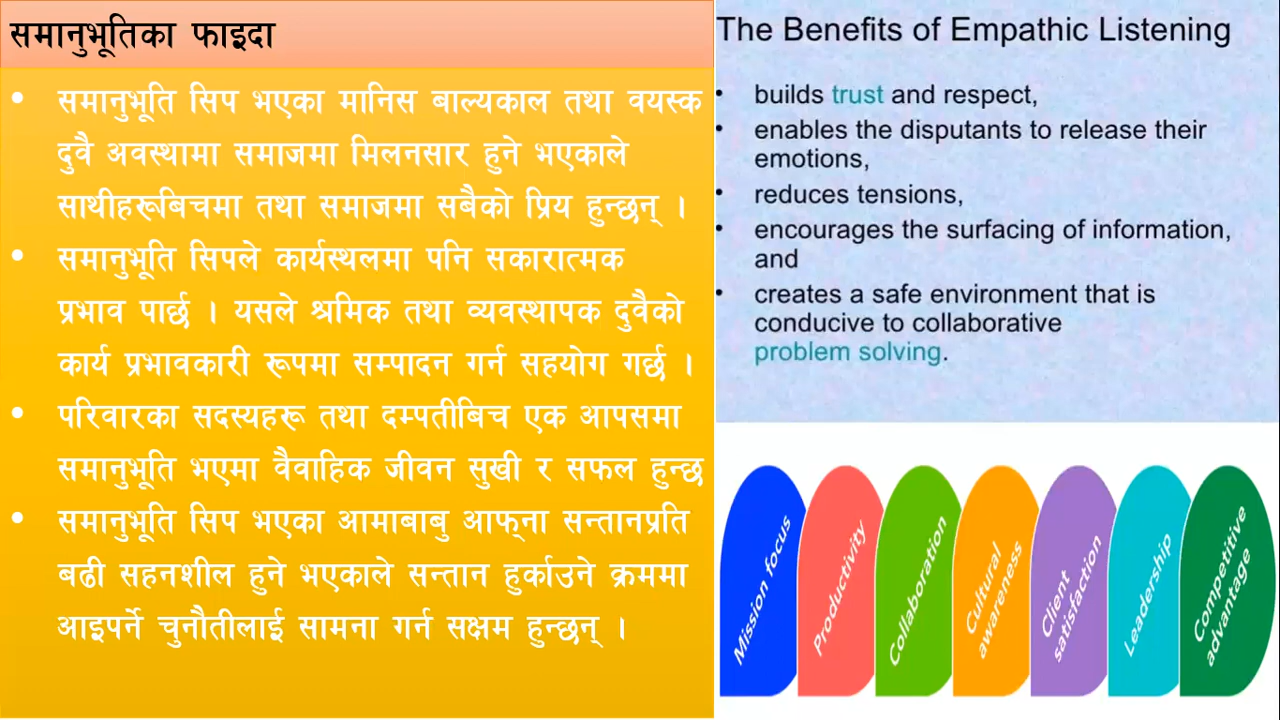 समानुभूतिका फाइदा
• समानुभूति सिप भएका मानिस बाल्यकाल तथा वयस्क
दुवै अवस्थामा समाजमा मिलनसार हुने भएकाले
साथीहरूबिचमा तथा समाजमा सबैको प्रिय हुन्छन् ।
• समानुभूति सिपले कार्यस्थलमा पनि सकारात्मक
प्रभाव पार्छ । यसले श्रमिक तथा व्यवस्थापक दुवैको
कार्य प्रभावकारी रूपमा सम्पादन गर्न सहयोग गर्छ ।
• परिवारका सदस्यहरू तथा दम्पतीबिच एक आपसमा
समानुभूति भएमा वैवाहिक जीवन सुखी र सफल हुन्छ
• समानुभूति सिप भएका आमाबाबु आफ्ना सन्तानप्रति
बढी सहनशील हुने भएकाले सन्तान हुर्काउने क्रममा
आइपर्ने चुनौतीलाई सामना गर्न सक्षम हुन्छन् ।
The Benefits of Empathic Listening
• builds trust and respect,
• enables the disputants to release their
emotions,
• reduces tensions,
• encourages the surfacing of information,
and
• creates a safe environment that is
conducive to collaborative
problem solving.
Mission focus
Productivity
Collaboration
Cultural
awareness
Client
satisfaction
Leadership
Competitive
advantage